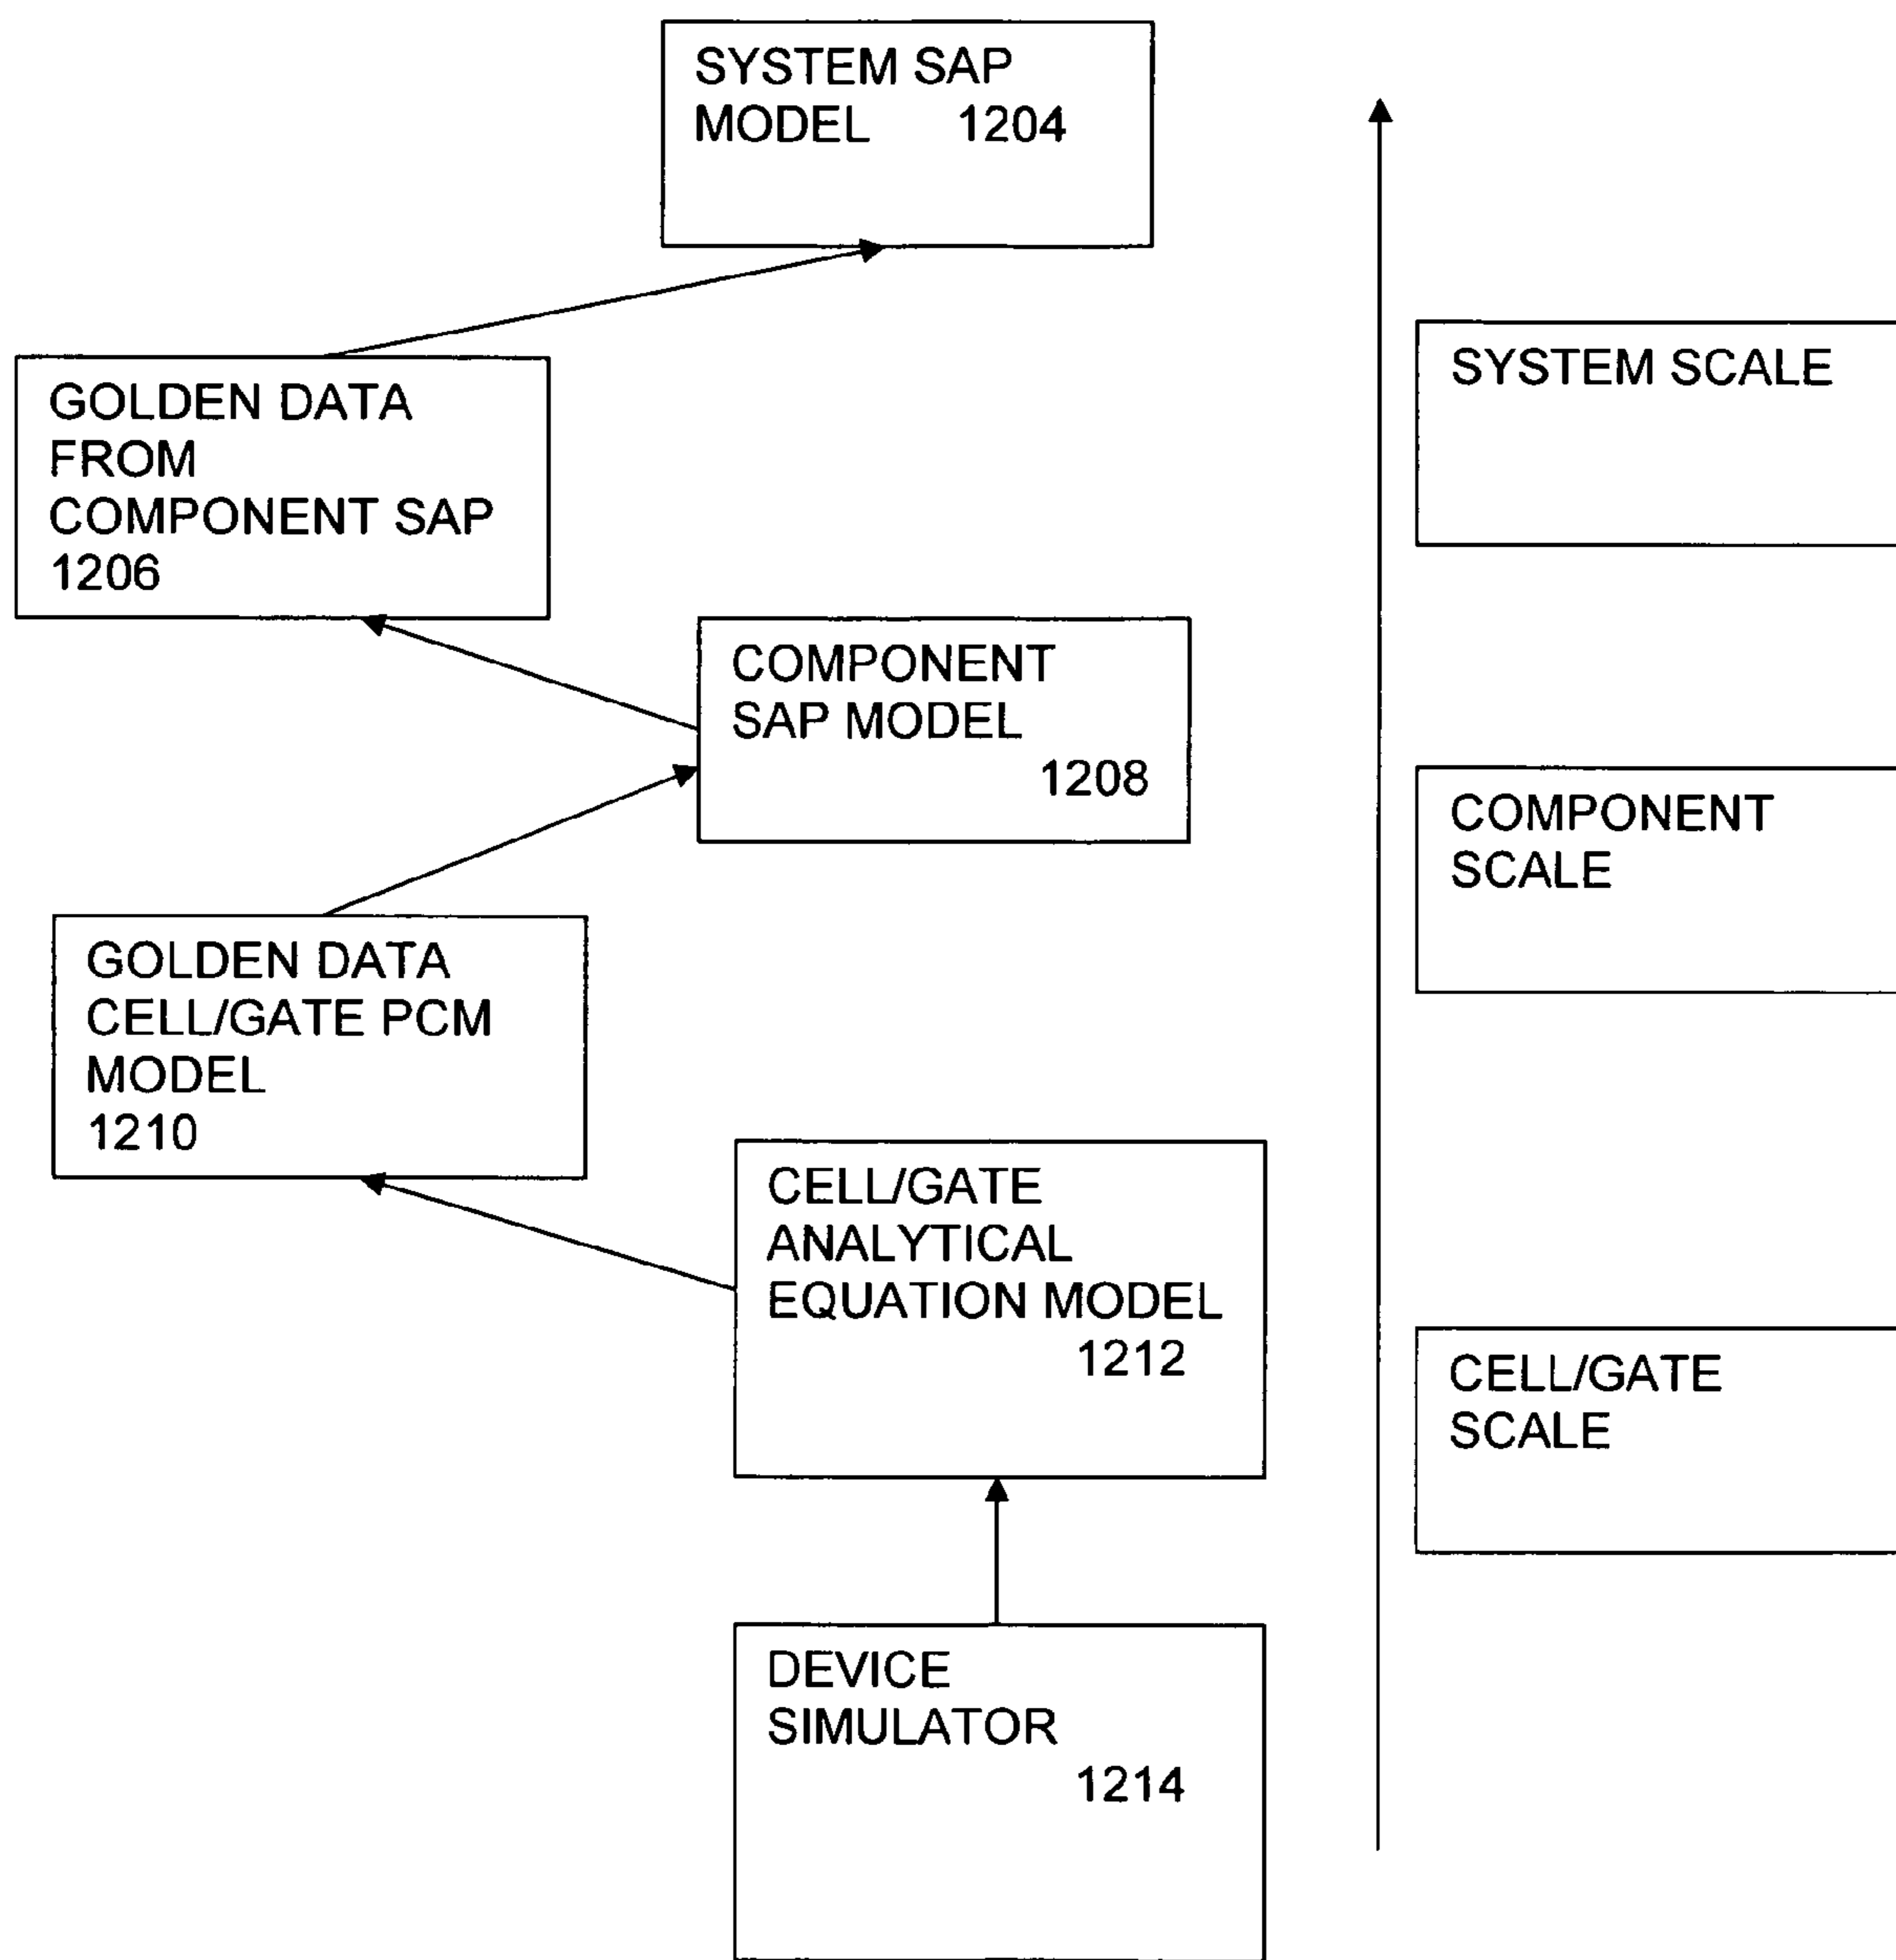 SYSTEM SAP
MODEL 1204
SYSTEM SCALE
GOLDEN DATA
FROM
COMPONENT SAP
1206
COMPONENT
SAP MODEL
1208
COMPONENT
SCALE
GOLDEN DATA
CELL/GATE PCM
MODEL
1210
CELL/GATE
ANALYTICAL
EQUATION MODEL
1212
CELL/GATE
SCALE
DEVICE
SIMULATOR
1214